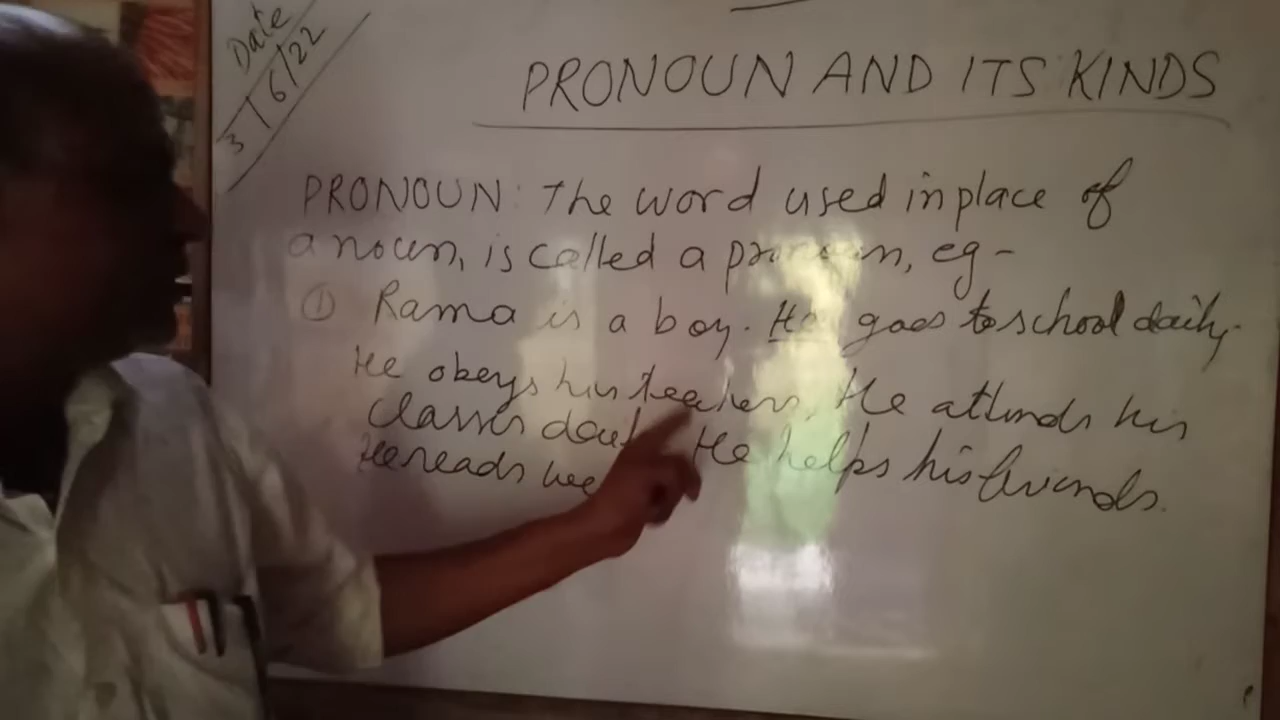 Date
3/6/22
PRONOUN AND ITS KINDS
PRONOUN: The word used in place of
a noun, is called a pronoun, eg-
① Rama is a boy. He goes to school daily.
He obeys his teachers, He attends his
classes He helps his friends.
He reads